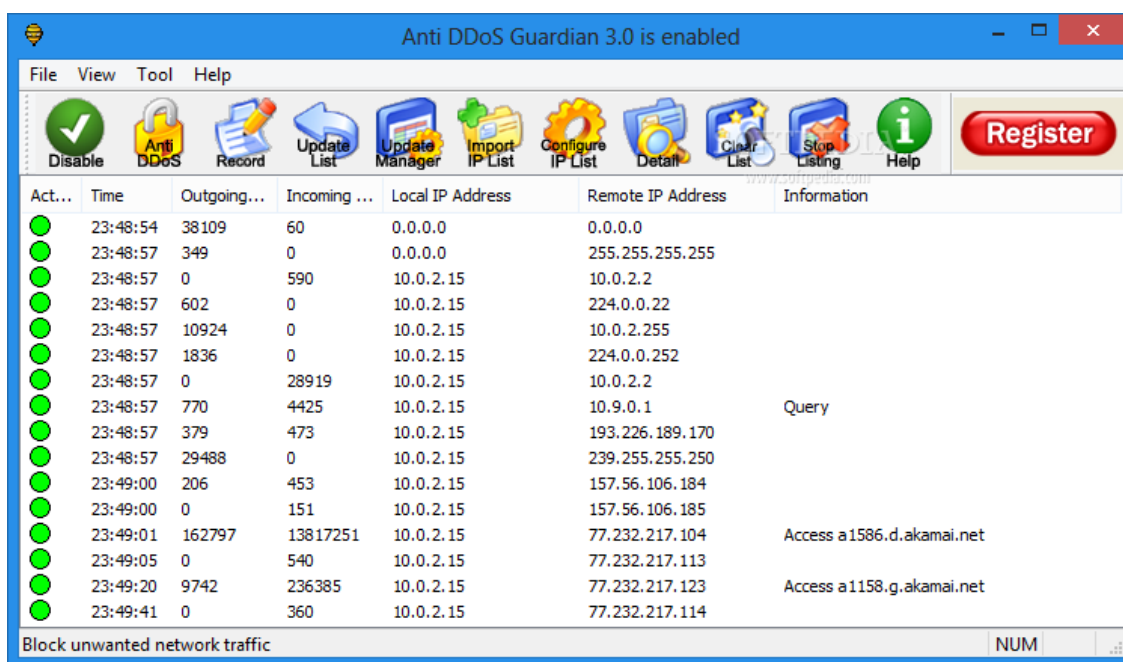 Anti DDoS Guardian 3.0 is enabled
File View Tool Help
Disable Anti DDoS Record Update List Update Manager Import IP List Configure IP List Detail Clear List Stop Listing Help Register
SOFTPEDIA
www.softpedia.com
Act... Time Outgoing... Incoming ... Local IP Address Remote IP Address Information
23:48:54 38109 60 0.0.0.0 0.0.0.0
23:48:57 349 0 0.0.0.0 255.255.255.255
23:48:57 0 590 10.0.2.15 10.0.2.2
23:48:57 602 0 10.0.2.15 224.0.0.22
23:48:57 10924 0 10.0.2.15 10.0.2.255
23:48:57 1836 0 10.0.2.15 224.0.0.252
23:48:57 0 28919 10.0.2.15 10.0.2.2
23:48:57 770 4425 10.0.2.15 10.9.0.1 Query
23:48:57 379 473 10.0.2.15 193.226.189.170
23:48:57 29488 0 10.0.2.15 239.255.255.250
23:49:00 206 453 10.0.2.15 157.56.106.184
23:49:00 0 151 10.0.2.15 157.56.106.185
23:49:01 162797 13817251 10.0.2.15 77.232.217.104 Access a1586.d.akamai.net
23:49:05 0 540 10.0.2.15 77.232.217.113
23:49:20 9742 236385 10.0.2.15 77.232.217.123 Access a1158.g.akamai.net
23:49:41 0 360 10.0.2.15 77.232.217.114
Block unwanted network traffic NUM